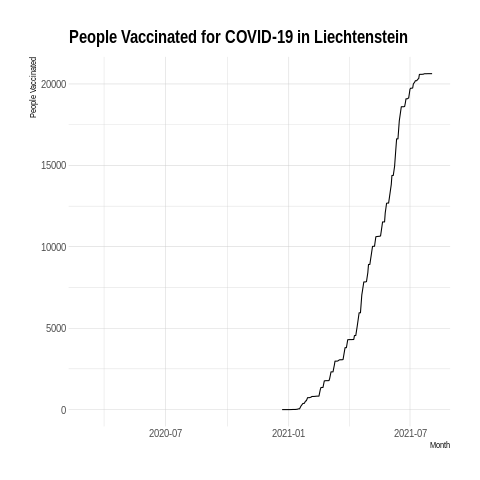 People Vaccinated for COVID-19 in Liechtenstein
People Vaccinated
20000
15000
10000
5000
0
2020-07 2021-01 2021-07
Month